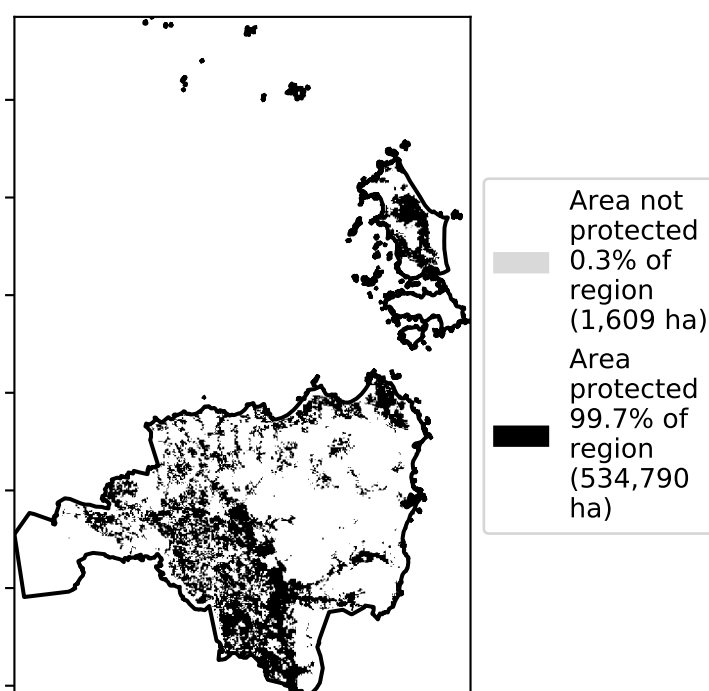 Area not
protected
0.3% of
region
(1,609 ha)
Area
protected
99.7% of
region
(534,790
ha)